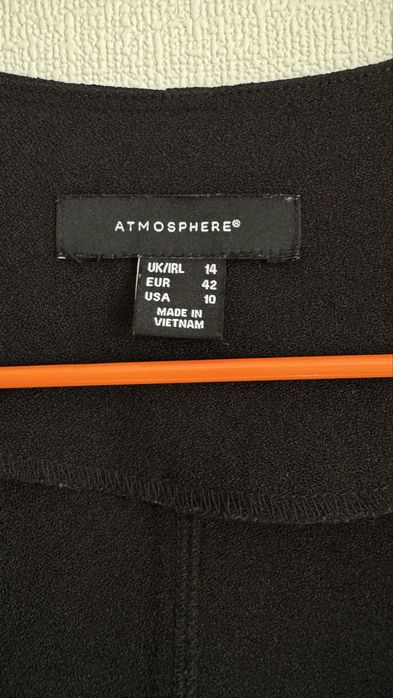 ATMOSPHERE®
UK/IRL 14
EUR 42
USA 10
MADE IN
VIETNAM